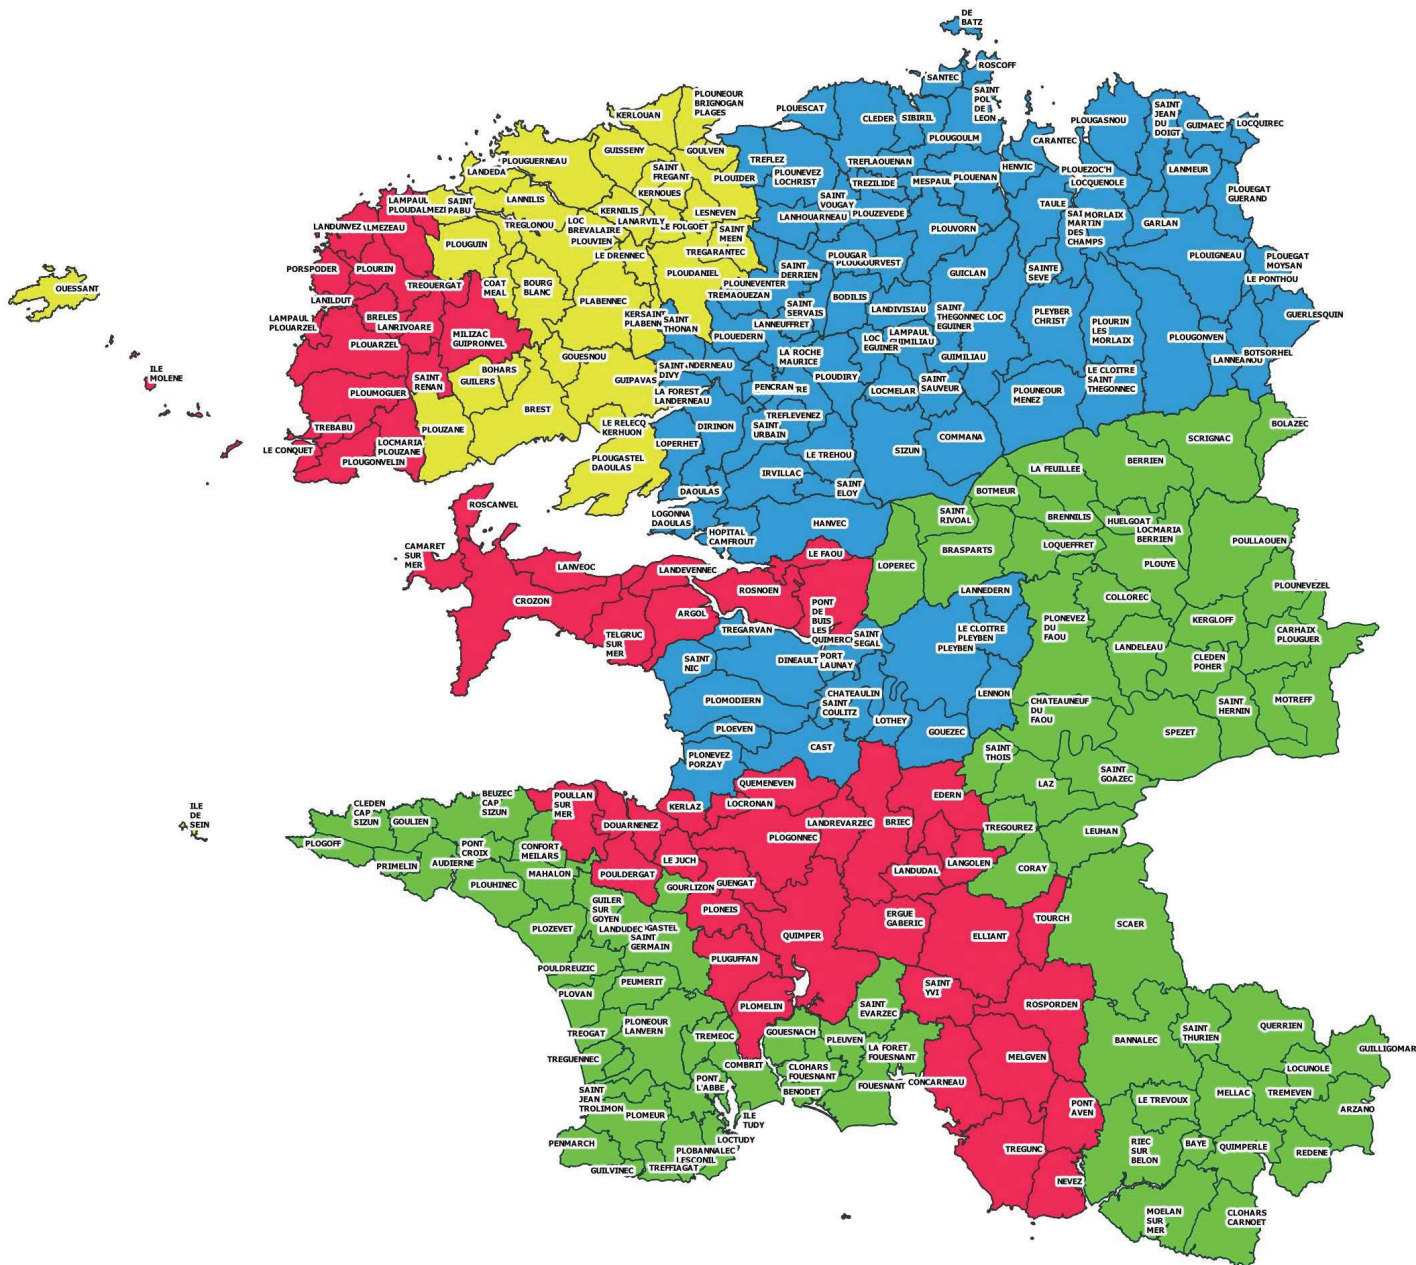 DE
BATZ
ROSCOFF
SANTEC
SAINT
POL
DE
LEON
PLOUNEOUR
BRIGNOGAN
PLAGES
KERLOUAN
PLOUESCAT
CLEDER
SIBIRIL
PLOUGOULM
CARANTEC
PLOUGASNOU
SAINT
JEAN
DU
DOIGT
GUIMAEC
LOCQUIREC
PLOUGUERNEAU
GUISSENY
GOULVEN
LANDEDA
SAINT
FREGANT
PLOUIDER
TREFLEZ
PLOUNEVEZ
LOCHRIST
TREFLAOUENAN
TREZILIDE
MESPAUL
PLOUENAN
HENVIC
PLOUEZOC'H
LOCQUENOLE
LANMEUR
PLOUEGAT
GUERAND
LAMPAUL
PLOUDALMEZEAU
SAINT
PABU
LANNILIS
KERNOUES
KERNILIS
LANARVILY
LESNEVEN
LE FOLGOET
SAINT
MEEN
LANHOUARNEAU
SAINT
VOUGAY
PLOUZEVEDE
PLOUVORN
TAULE
MORLAIX
SAINT
MARTIN
DES
CHAMPS
GARLAN
LANDUNVEZ
TREGLONOU
LOC
BREVALAIRE
PLOUVIEN
LE DRENNEC
TREGARANTEC
PLOUDANIEL
PLOUGUIN
PORSPODER
PLOURIN
TREOUERGAT
COAT
MEAL
BOURG
BLANC
PLOUNEVENTER
TREMAOUEZAN
SAINT
DERRIEN
PLOUGAR
PLOUGOURVEST
BODILIS
GUICLAN
SAINTE
SEVE
PLOUIGNEAU
PLOUEGAT
MOYSAN
LE PONTHOU
OUESSANT
LANILDUT
BRELES
LANRIVOARE
LAMPAUL
PLOUARZEL
PLOUARZEL
MILIZAC
GUIPRONVEL
PLABENNEC
KERSAINT
PLABENNEC
SAINT
THONAN
PLOUEDERN
LANNEUFFRET
SAINT
SERVAIS
LANDIVISIAU
LAMPAUL
GUIMILIAU
LOC
EGUINER
SAINT
THEGONNEC LOC
EGUINER
GUIMILIAU
PLEYBER
CHRIST
PLOURIN
LES
MORLAIX
PLOUGONVEN
GUERLESQUIN
BOTSORHEL
LANNEANOU
ILE
MOLENE
PLOUMOGUER
SAINT
RENAN
GOUESNOU
BOHARS
GUILERS
GUIPAVAS
SAINT
DIVY
LA FOREST
LANDERNEAU
LA ROCHE
MAURICE
PLOUDIRY
PENCRAN
LOCMELAR
SAINT
SAUVEUR
PLOUNEOUR
MENEZ
LE CLOITRE
SAINT
THEGONNEC
TREBABU
LE CONQUET
LOCMARIA
PLOUZANE
PLOUGONVELIN
PLOUZANE
BREST
LE RELECQ
KERHUON
PLOUGASTEL
DAOULAS
LOPERHET
DIRINON
TREFLEVENEZ
SAINT
URBAIN
LE TREHOU
IRVILLAC
SAINT
ELOY
SIZUN
COMMANA
DAOULAS
LOGONNA
DAOULAS
HOPITAL
CAMFROUT
HANVEC
BOLAZEC
SCRIGNAC
BERRIEN
LA FEUILLEE
BOTMEUR
SAINT
RIVOAL
BRENNILIS
HUELGOAT
LOCMARIA
BERRIEN
LOQUEFFRET
BRASPARTS
LOPEREC
PLOUYE
POULLAOUEN
PLOUNEVEZEL
ROSCANVEL
CAMARET
SUR
MER
LANVEOC
LANDEVENNEC
LE FAOU
ROSNOEN
CROZON
ARGOL
TELGRUC
SUR
MER
PONT
DE
BUIS
LES
QUIMERCH
LANNEDERN
LE CLOITRE
PLEYBEN
PLEYBEN
SAINT
SEGAL
PORT
LAUNAY
TREGARVAN
DINEAULT
SAINT
NIC
PLONEVEZ
DU
FAOU
COLLOREC
LANDELEAU
KERGLOFF
CARHAIX
PLOUGUER
CLEDEN
POHER
SAINT
HERNIN
MOTREFF
PLOMODIERN
CHATEAULIN
SAINT
COULITZ
LOTHEY
LENNON
GOUEZEC
PLOEVEN
PLONEVEZ
PORZAY
CAST
CHATEAUNEUF
DU
FAOU
SPEZET
SAINT
THOIS
LAZ
SAINT
GOAZEC
LEUHAN
TREGOUREZ
CORAY
ILE
DE
SEIN
CLEDEN
CAP
SIZUN
BEUZEC
CAP
SIZUN
GOULIEN
PLOGOFF
PRIMELIN
AUDIERNE
PONT
CROIX
CONFORT
MEILARS
MAHALON
PLOUHINEC
POULLAN
SUR
MER
DOUARNENEZ
KERLAZ
LOCRONAN
QUEMENEVEN
LE JUCH
POULDERGAT
GOURLIZON
GUENGAT
PLOGONNEC
LANDREVARZEC
BRIEC
EDERN
LANDUDAL
LANGOLEN
PLONEIS
QUIMPER
ERGUE
GABERIC
ELLIANT
TOURCH
SCAER
GUILER
SUR
GOYEN
LANDUDEC
SAINT
GERMAIN
PLOZEVET
POULDREUZIC
PEUMERIT
PLOVAN
PLUGUFFAN
PLOMELIN
SAINT
YVI
ROSPORDEN
SAINT
EVARZEC
TREOGAT
PLONEOUR
LANVERN
TREMEOC
GOUESNACH
PLEUVEN
LA FORET
FOUESNANT
TREGUENNEC
COMBRIT
CLOHARS
FOUESNANT
BENODET
FOUESNANT
CONCARNEAU
MELGVEN
BANNALEC
SAINT
THURIEN
QUERRIEN
GUILLIGOMARC'H
LOCUNOLE
MELLAC
TREMEVEN
ARZANO
LE TREVOUX
PONT
AVEN
SAINT
JEAN
TROLIMON
PONT
L'ABBE
PLOMEUR
ILE
TUDY
LOCTUDY
PLOBANNALEC
LESCONIL
PENMARCH
GUILVINEC
TREFFIAGAT
TREGUNC
NEVEZ
RIEC
SUR
BELON
BAYE
QUIMPERLE
REDENE
MOELAN
SUR
MER
CLOHARS
CARNOET